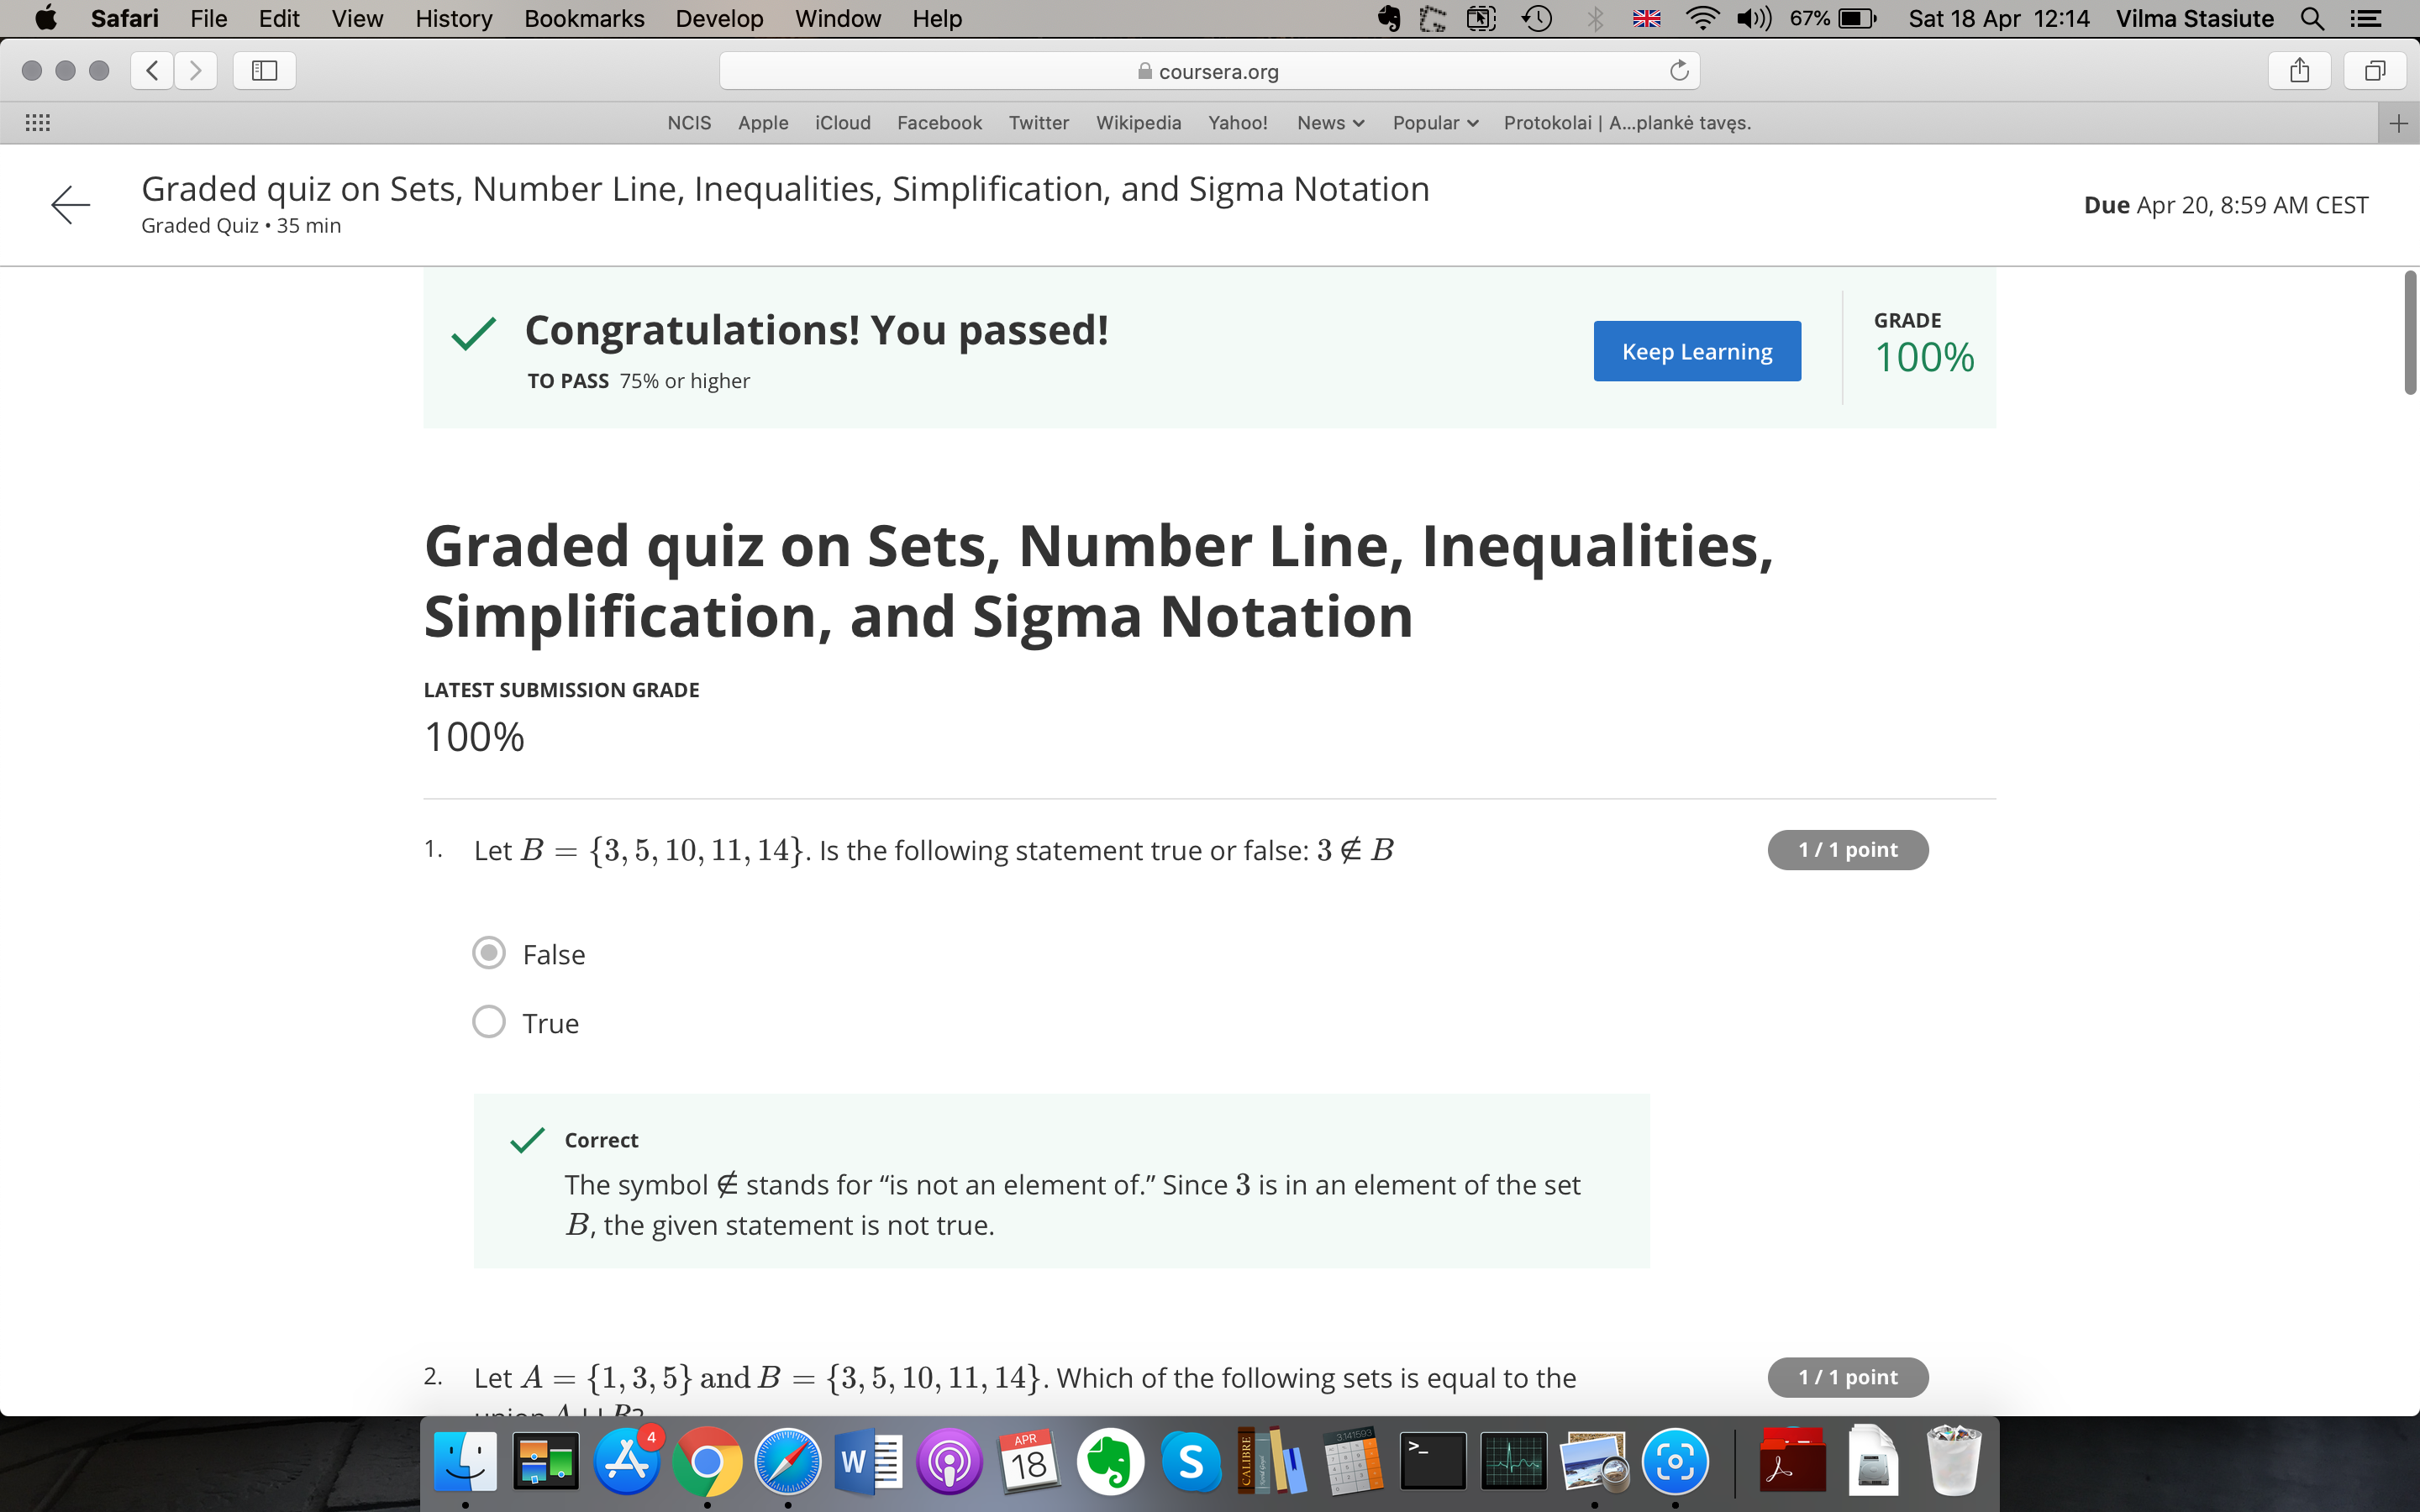 Safari File Edit View History Bookmarks Develop Window Help 67% Sat 18 Apr 12:14 Vilma Stasiute
coursera.org
NCIS Apple iCloud Facebook Twitter Wikipedia Yahoo! News Popular Protokolai | A...plankė tavęs.
Graded quiz on Sets, Number Line, Inequalities, Simplification, and Sigma Notation
Graded Quiz • 35 min
Due Apr 20, 8:59 AM CEST
Congratulations! You passed!
TO PASS 75% or higher
Keep Learning
GRADE
100%
Graded quiz on Sets, Number Line, Inequalities,
Simplification, and Sigma Notation
LATEST SUBMISSION GRADE
100%
1. Let B = {3, 5, 10, 11, 14}. Is the following statement true or false: 3 ∉ B
1 / 1 point
False
True
Correct
The symbol ∉ stands for “is not an element of.” Since 3 is in an element of the set
B, the given statement is not true.
2. Let A = {1, 3, 5} and B = {3, 5, 10, 11, 14}. Which of the following sets is equal to the
1 / 1 point
union A ∪ B?
4
W
APR
18
S
CALIBRE
3.141593
>_